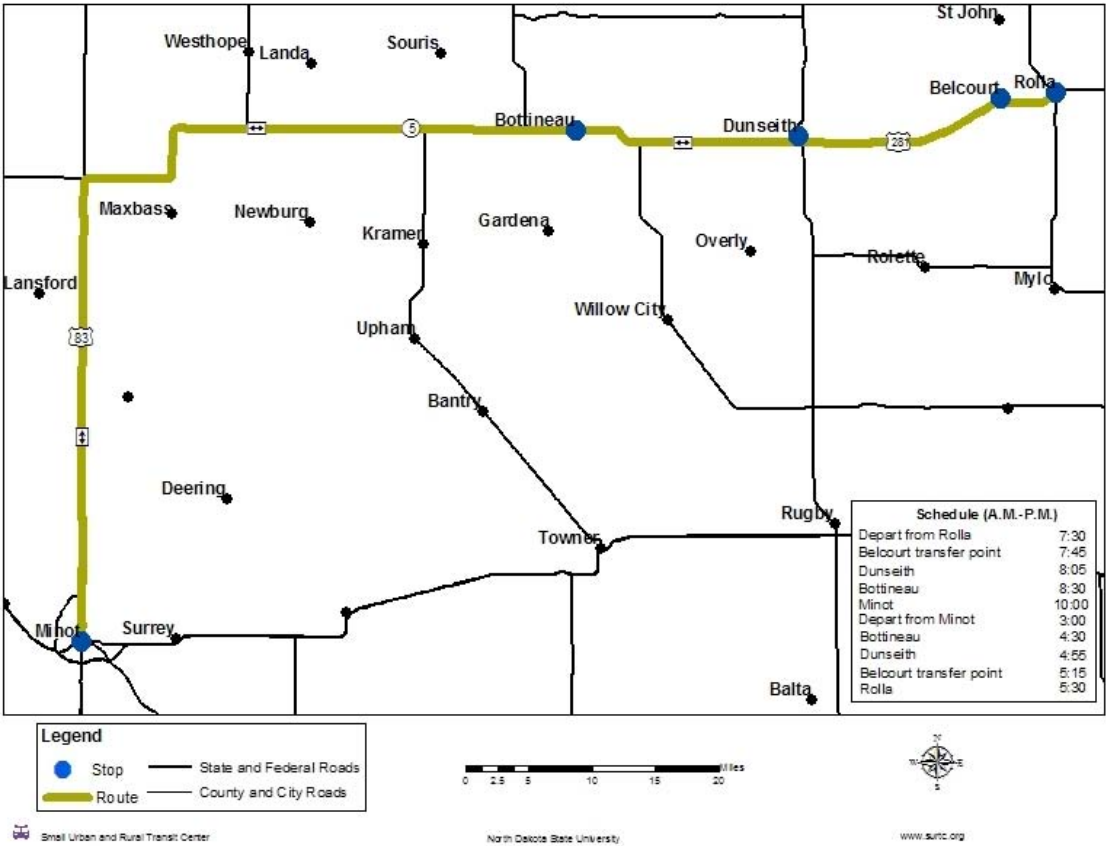 St John
Westhope
Landa
Souris
Belcourt
Rolla
Bottineau
Dunseith
5
281
Maxbass
Newburg
Gardena
Kramer
Overly
Rolette
Lansford
Mylo
Willow City
83
Upham
Bantry
Deering
Rugby
Towner
Minot
Surrey
Balta
Schedule (A.M.-P.M.)
Depart from Rolla 7:30
Belcourt transfer point 7:45
Dunseith 8:05
Bottineau 8:30
Minot 10:00
Depart from Minot 3:00
Bottineau 4:30
Dunseith 4:55
Belcourt transfer point 5:15
Rolla 5:30
Legend
Stop
State and Federal Roads
Route
County and City Roads
Miles
0 2.5 5 10 15 20
N
W E
S
Small Urban and Rural Transit Center
North Dakota State University
www.surtc.org